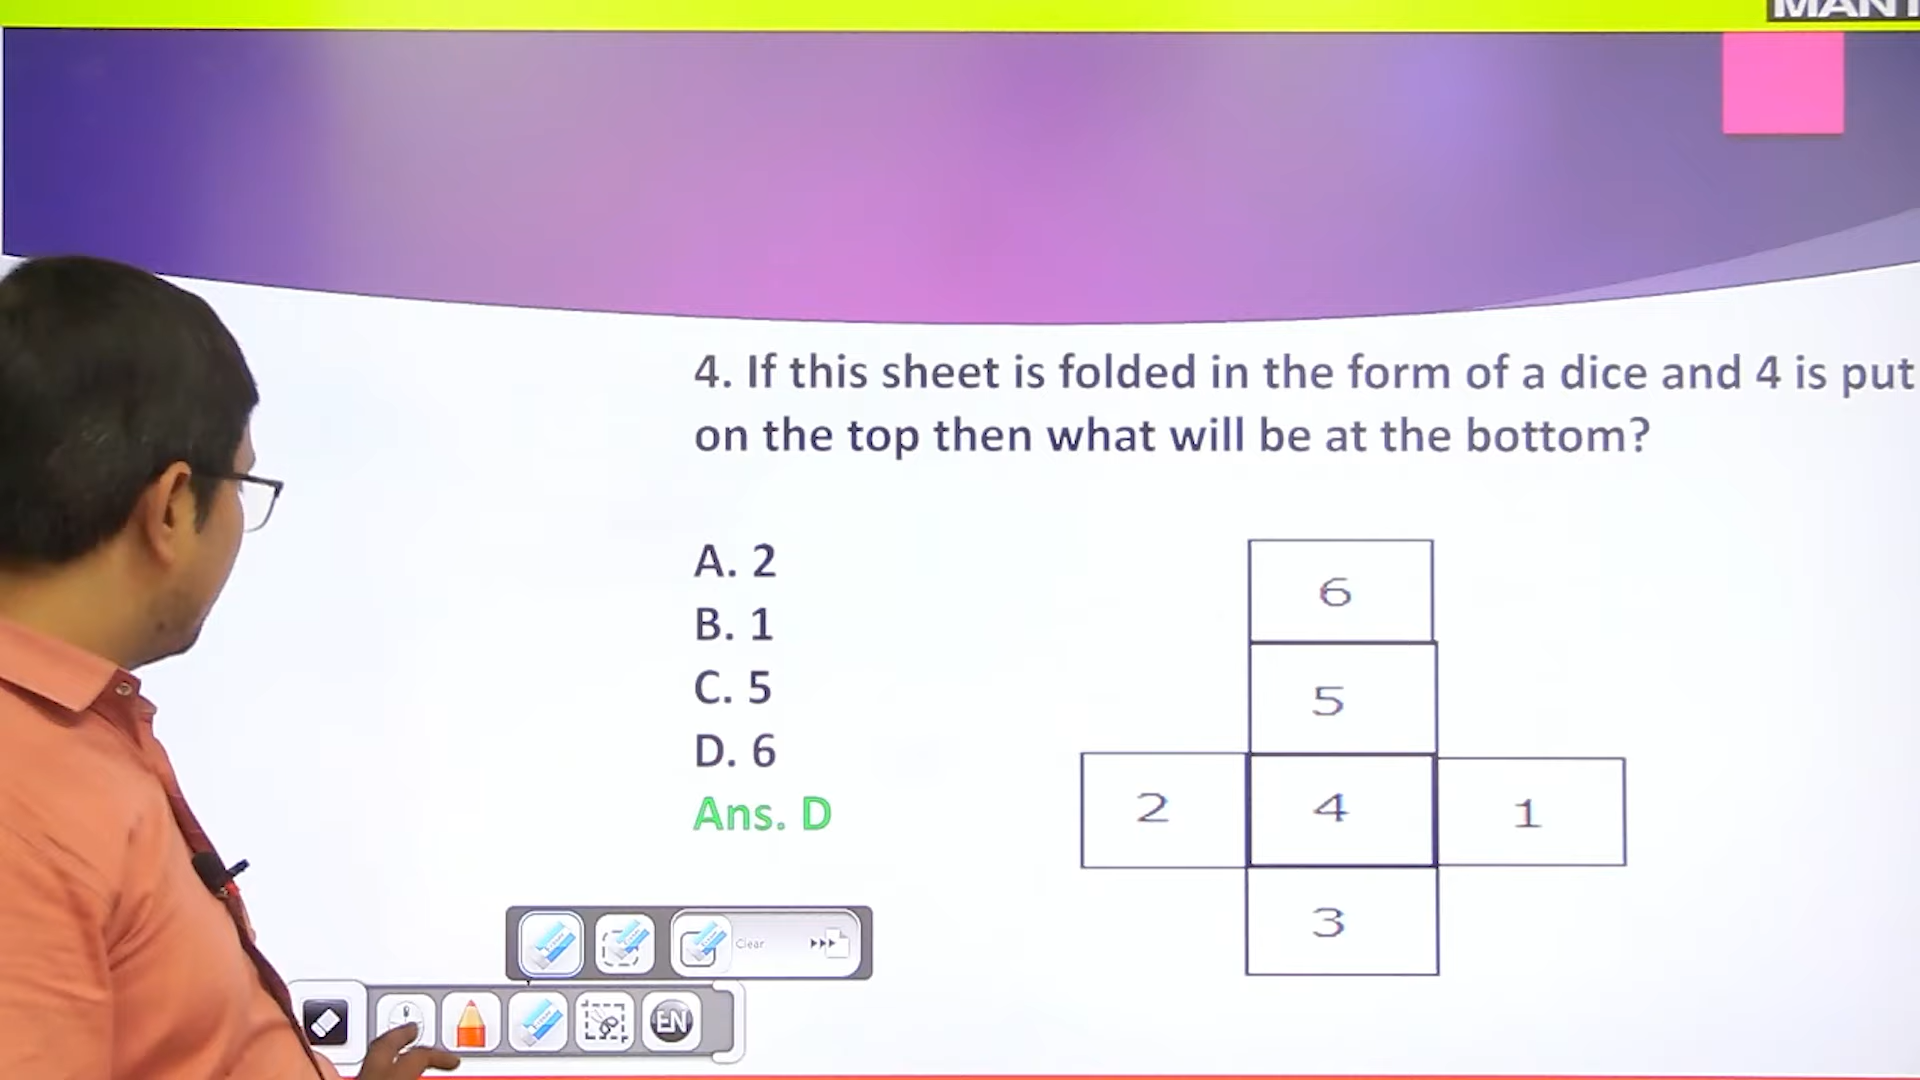 4. If this sheet is folded in the form of a dice and 4 is put
on the top then what will be at the bottom?
A. 2
B. 1
C. 5
D. 6
Ans. D
6
5
2 4 1
3
Clear
EN